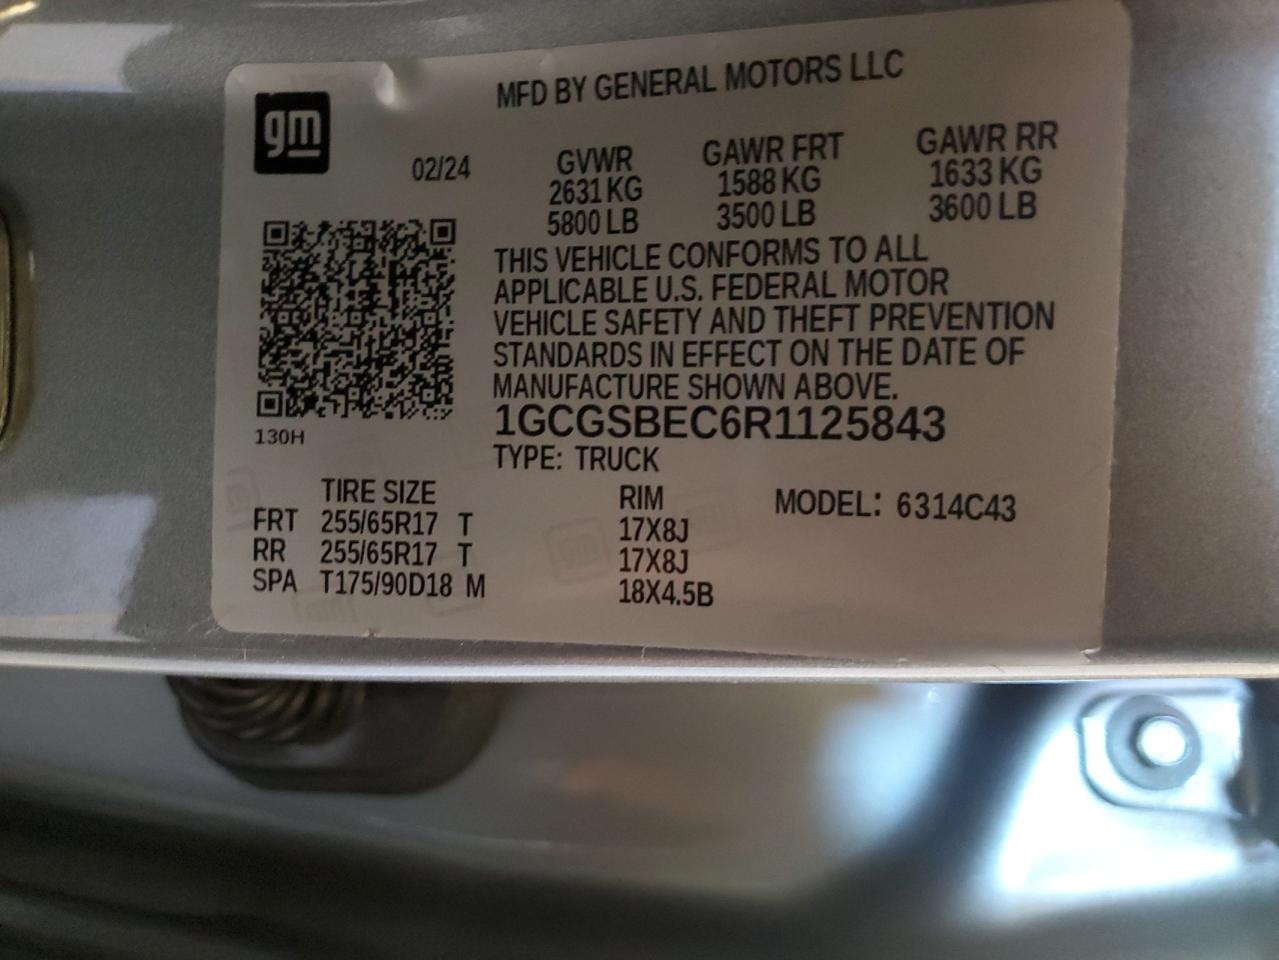 MFD BY GENERAL MOTORS LLC
gm
02/24
GVWR GAWR FRT GAWR RR
2631 KG 1588 KG 1633 KG
5800 LB 3500 LB 3600 LB
THIS VEHICLE CONFORMS TO ALL
APPLICABLE U.S. FEDERAL MOTOR
VEHICLE SAFETY AND THEFT PREVENTION
STANDARDS IN EFFECT ON THE DATE OF
MANUFACTURE SHOWN ABOVE.
1GCGSBEC6R1125843
130H
TYPE: TRUCK
TIRE SIZE RIM MODEL: 6314C43
FRT 255/65R17 T 17X8J
RR 255/65R17 T 17X8J
SPA T175/90D18 M 18X4.5B